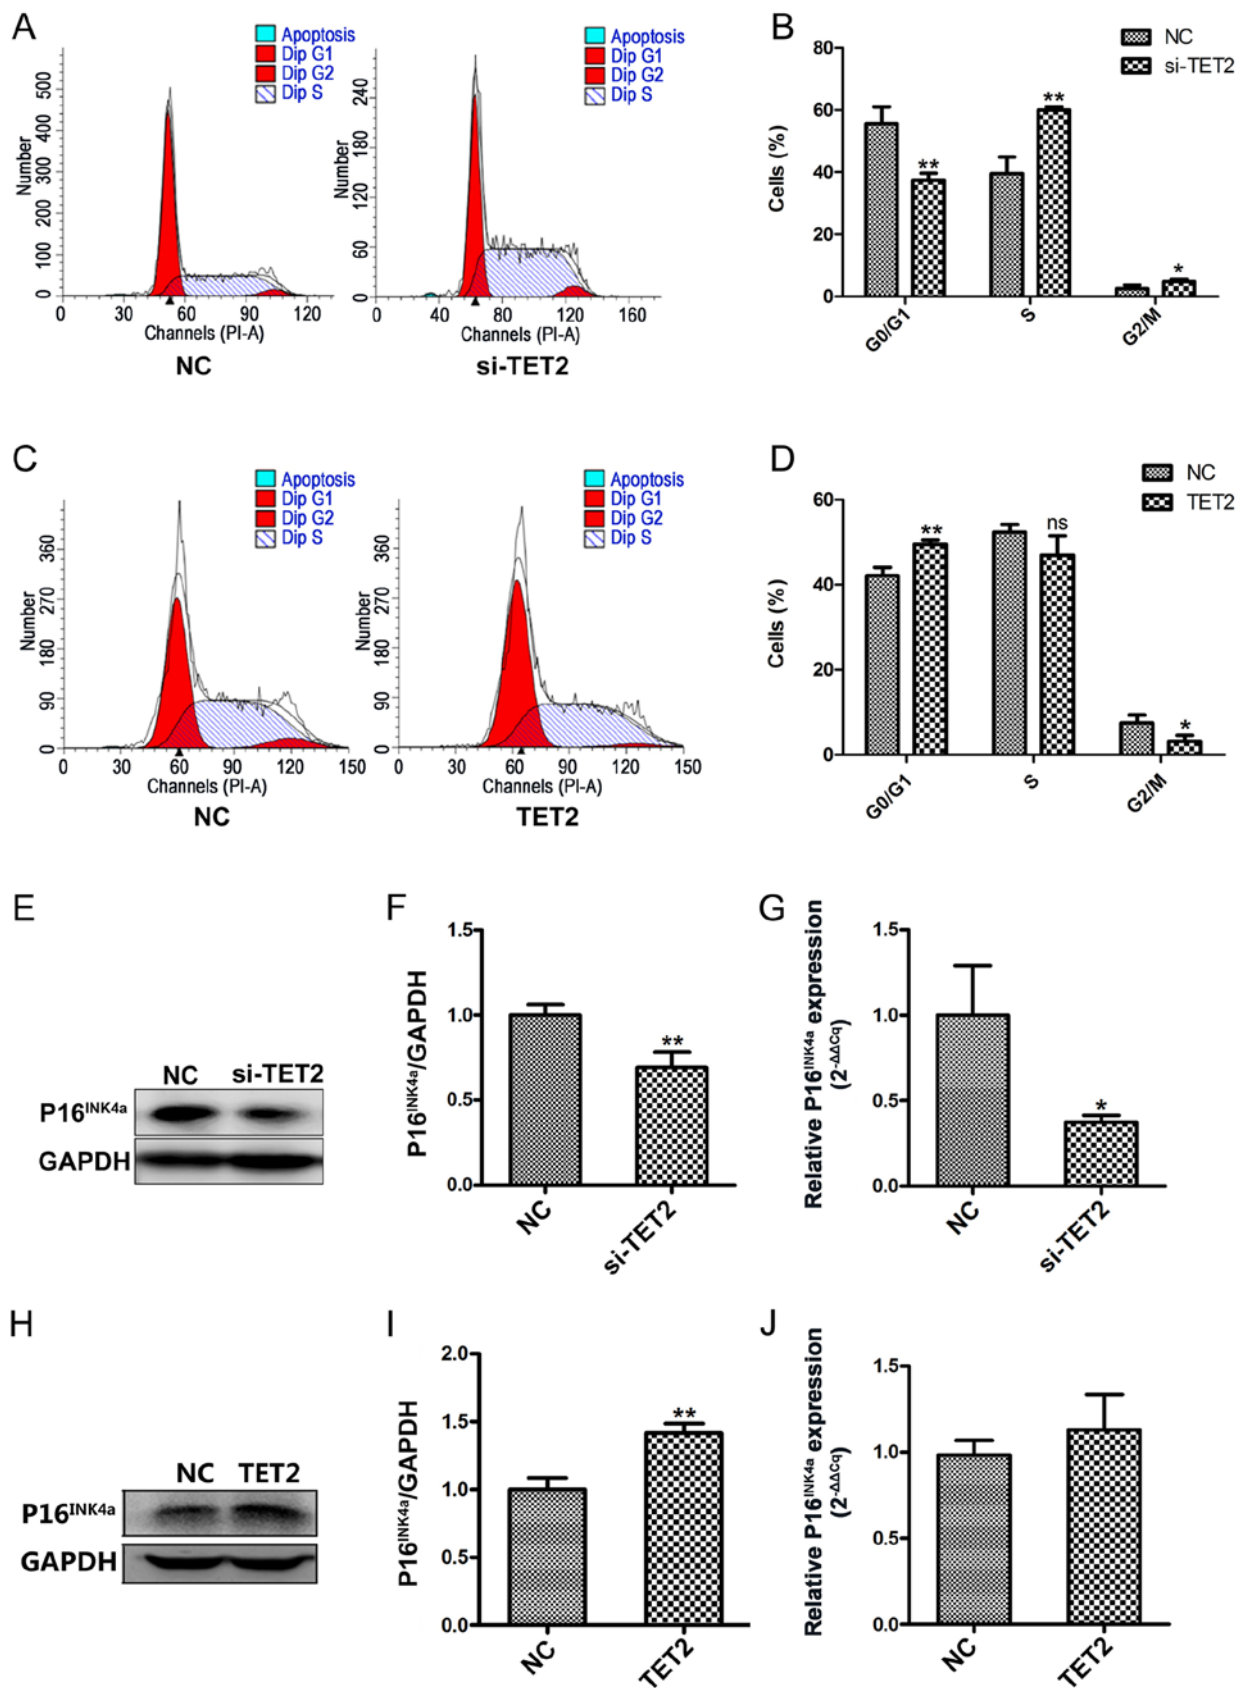 A
Apoptosis
Dip G1
Dip G2
Dip S
Number
500
400
300
200
100
0
0 30 60 90 120
Channels (PI-A)
NC
Apoptosis
Dip G1
Dip G2
Dip S
Number
240
180
120
60
0
0 40 80 120 160
Channels (PI-A)
si-TET2
B
NC
si-TET2
Cells (%)
80
60
40
20
0
**
**
*
G0/G1 S G2/M
C
Apoptosis
Dip G1
Dip G2
Dip S
Number
360
270
180
90
0
0 30 60 90 120 150
Channels (PI-A)
NC
Apoptosis
Dip G1
Dip G2
Dip S
Number
360
270
180
90
0
0 30 60 90 120 150
Channels (PI-A)
TET2
D
NC
TET2
Cells (%)
60
40
20
0
**
ns
*
G0/G1 S G2/M
E
NC si-TET2
P16INK4a
GAPDH
F
P16INK4a/GAPDH
1.5
1.0
0.5
0.0
**
NC si-TET2
G
Relative P16INK4a expression
(2-ΔΔCq)
1.5
1.0
0.5
0.0
*
NC si-TET2
H
NC TET2
P16INK4a
GAPDH
I
P16INK4a/GAPDH
2.0
1.5
1.0
0.5
0.0
**
NC TET2
J
Relative P16INK4a expression
(2-ΔΔCq)
1.5
1.0
0.5
0.0
NC TET2